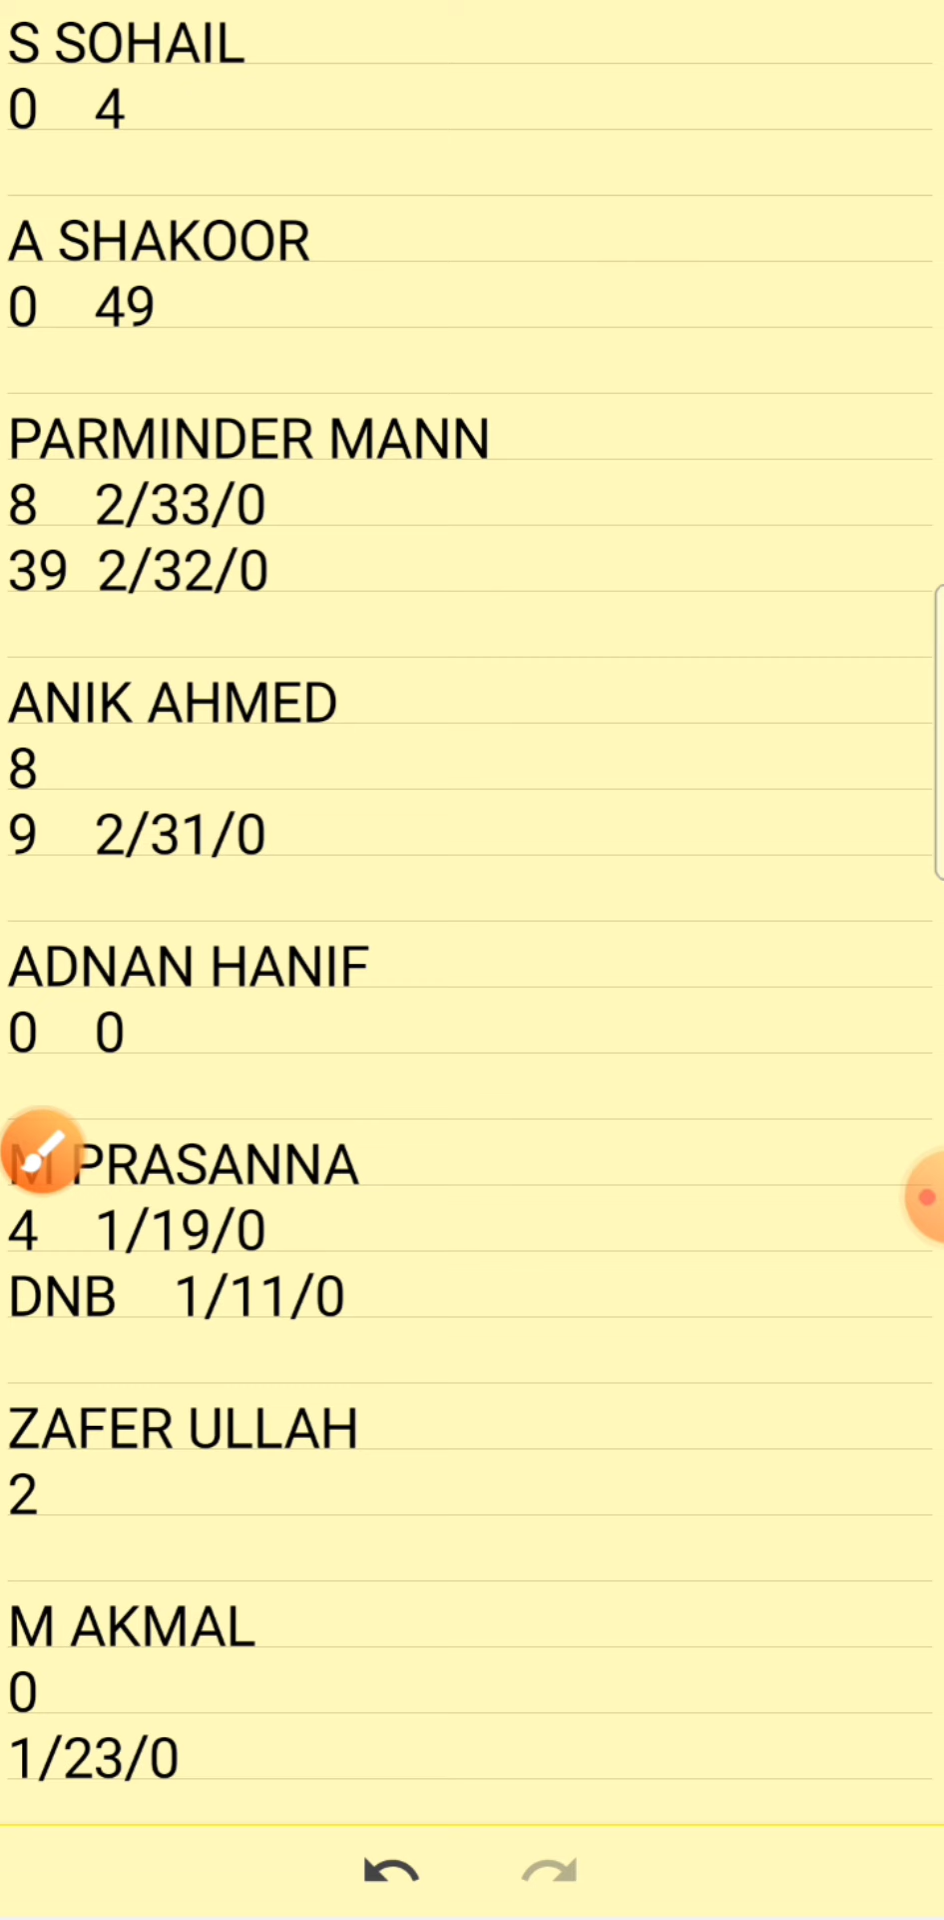 S SOHAIL
0 4
A SHAKOOR
0 49
PARMINDER MANN
8 2/33/0
39 2/32/0
ANIK AHMED
8
9 2/31/0
ADNAN HANIF
0 0
M PRASANNA
4 1/19/0
DNB 1/11/0
ZAFER ULLAH
2
M AKMAL
0
1/23/0